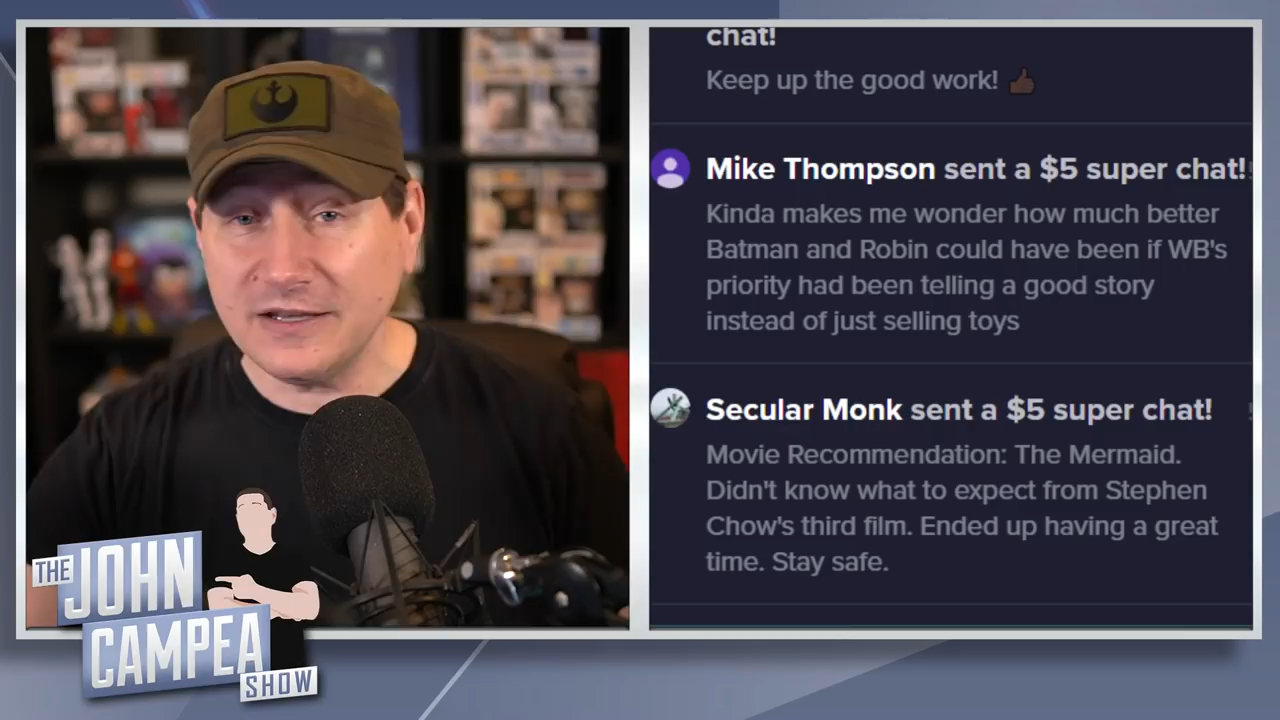 chat!
Keep up the good work! 👍🏿
Mike Thompson sent a $5 super chat!
Kinda makes me wonder how much better
Batman and Robin could have been if WB's
priority had been telling a good story
instead of just selling toys
Secular Monk sent a $5 super chat!
Movie Recommendation: The Mermaid.
Didn't know what to expect from Stephen
Chow's third film. Ended up having a great
time. Stay safe.
THE
JOHN
CAMPEA
SHOW